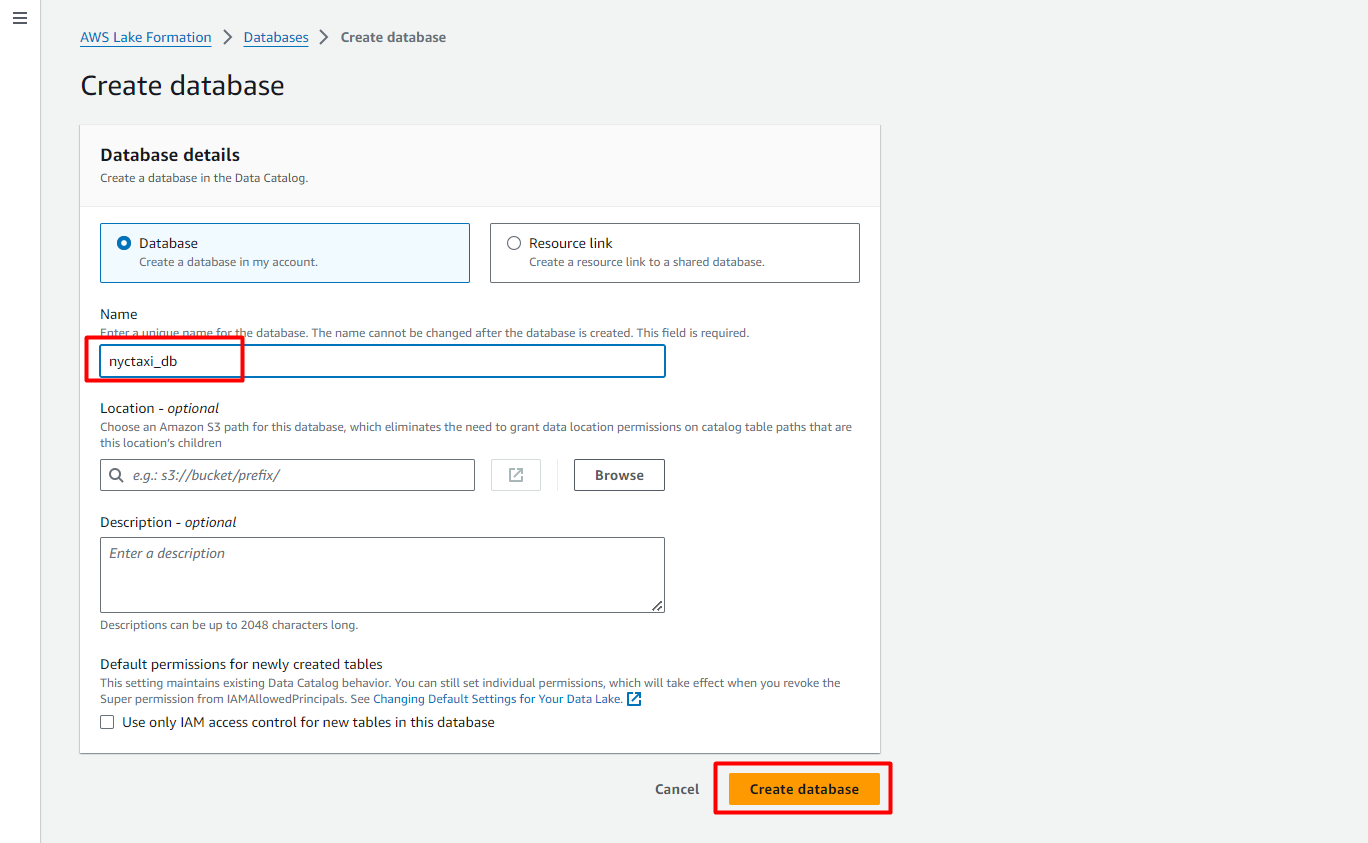 AWS Lake Formation > Databases > Create database
Create database
Database details
Create a database in the Data Catalog.
Database
Create a database in my account.
Resource link
Create a resource link to a shared database.
Name
Enter a unique name for the database. The name cannot be changed after the database is created. This field is required.
nyctaxi_db
Location - optional
Choose an Amazon S3 path for this database, which eliminates the need to grant data location permissions on catalog table paths that are
this location's children
e.g.: s3://bucket/prefix/
Browse
Description - optional
Enter a description
Descriptions can be up to 2048 characters long.
Default permissions for newly created tables
This setting maintains existing Data Catalog behavior. You can still set individual permissions, which will take effect when you revoke the
Super permission from IAMAllowedPrincipals. See Changing Default Settings for Your Data Lake.
Use only IAM access control for new tables in this database
Cancel
Create database